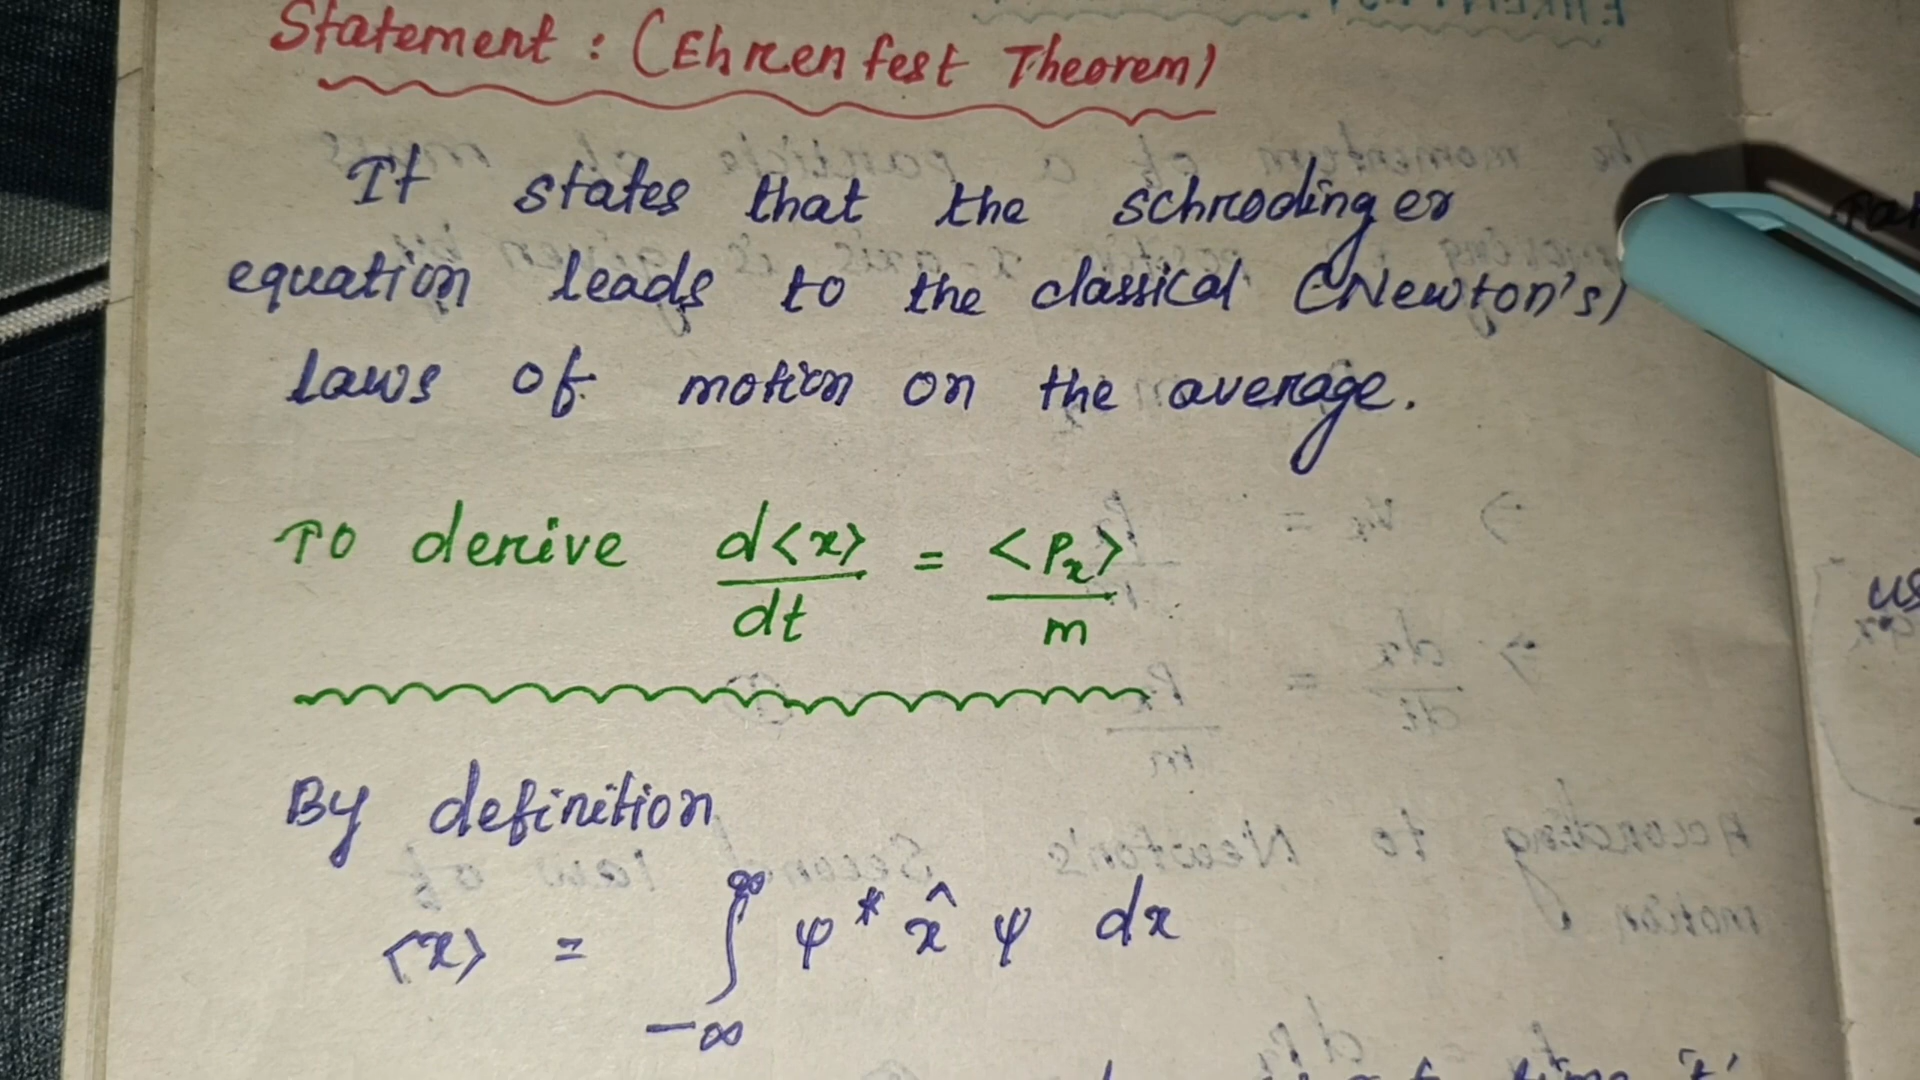 Statement : (Ehrenfest Theorem)
It states that the schrodinger
equation leads to the classical (Newton's)
laws of motion on the average.
To derive d<x>/dt = <Px>/m
By definition
<x> = ∫_{-∞}^{∞} φ* x̂ φ dx
time 't'